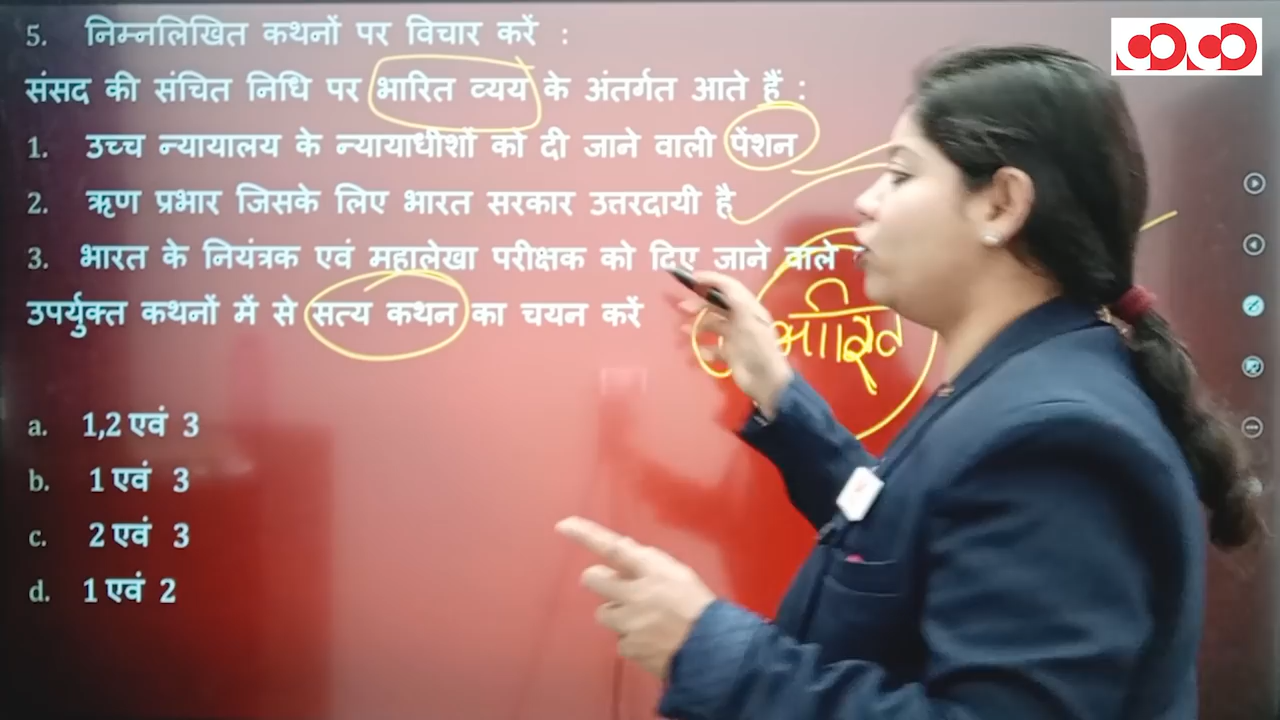 5. निम्नलिखित कथनों पर विचार करें :
संसद की संचित निधि पर भारित व्यय के अंतर्गत आते हैं :
1. उच्च न्यायालय के न्यायाधीशों को दी जाने वाली पेंशन
2. ऋण प्रभार जिसके लिए भारत सरकार उत्तरदायी है
3. भारत के नियंत्रक एवं महालेखा परीक्षक को दिए जाने वाले
उपर्युक्त कथनों में से सत्य कथन का चयन करें
भारित
a. 1,2 एवं 3
b. 1 एवं 3
c. 2 एवं 3
d. 1 एवं 2